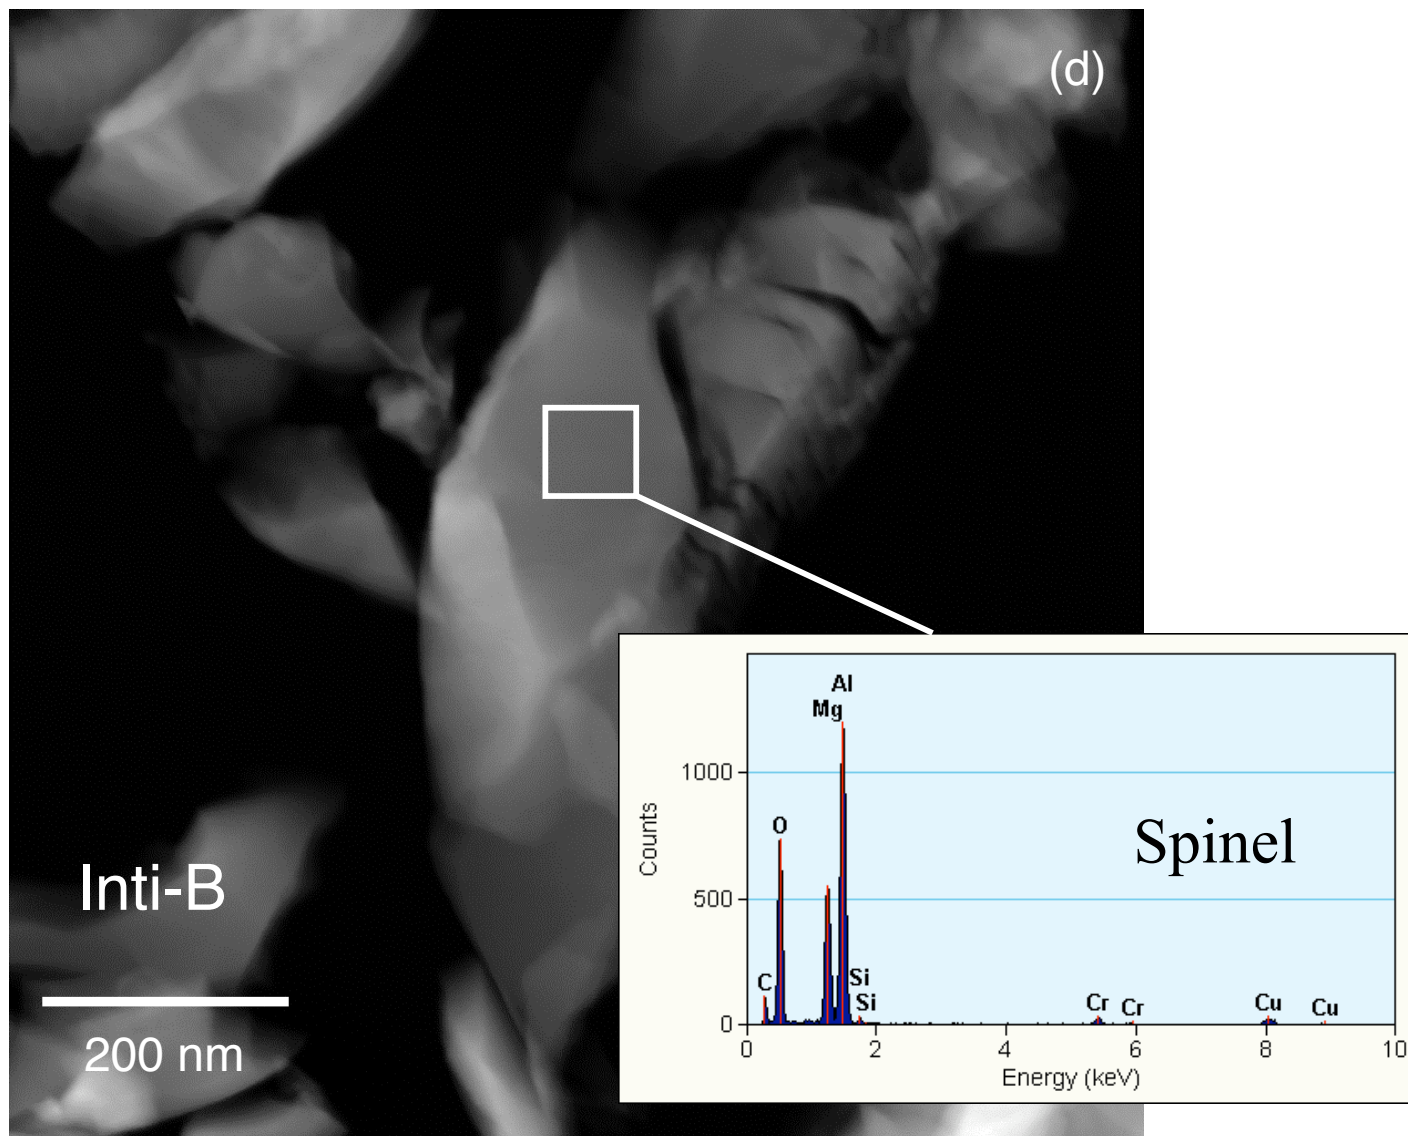 (d)
Inti-B
200 nm
Al
Mg
O
C
Si
Si
Cr Cr
Cu Cu
Spinel
Counts
1000
500
0
0 2 4 6 8 10
Energy (keV)